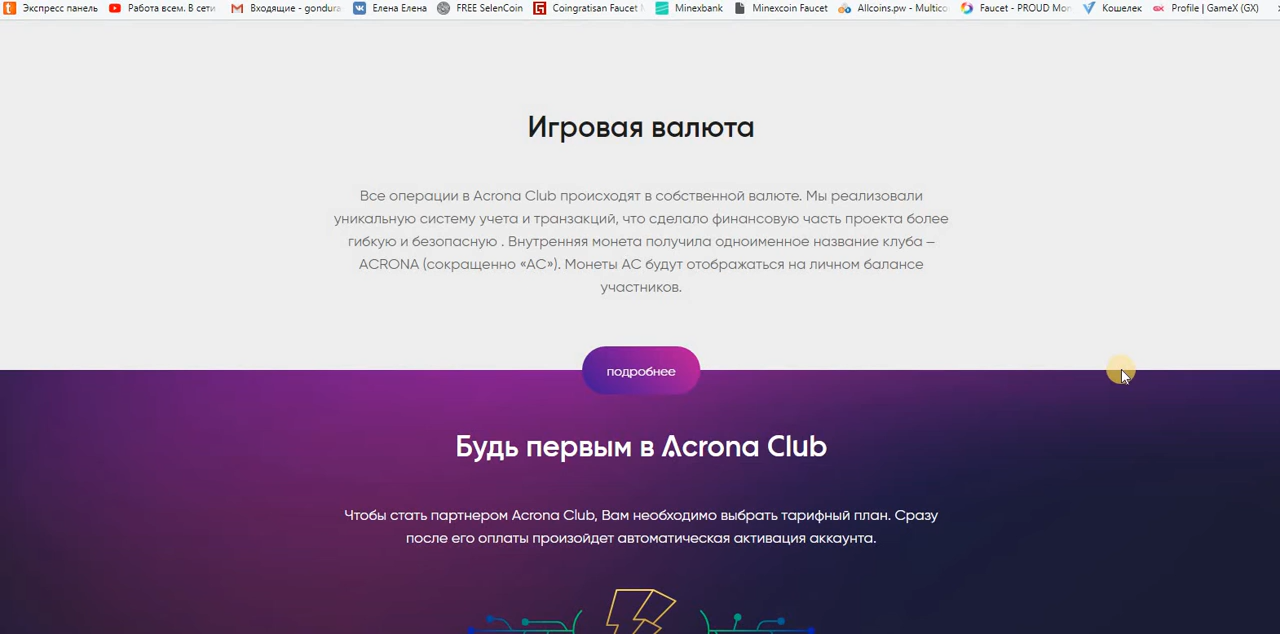 Экспресс панель Работа всем. В сети Входящие - gondura Елена Елена FREE SelenCoin Coingratisan Faucet Minexbank Minexcoin Faucet Allcoins.pw - Multico Faucet - PROUD Mon Кошелек Profile | GameX (GX)
Игровая валюта
Все операции в Acrona Club происходят в собственной валюте. Мы реализовали
уникальную систему учета и транзакций, что сделало финансовую часть проекта более
гибкую и безопасную . Внутренняя монета получила одноименное название клуба –
ACRONA (сокращенно «AC»). Монеты AC будут отображаться на личном балансе
участников.
подробнее
Будь первым в Acrona Club
Чтобы стать партнером Acrona Club, Вам необходимо выбрать тарифный план. Сразу
после его оплаты произойдет автоматическая активация аккаунта.